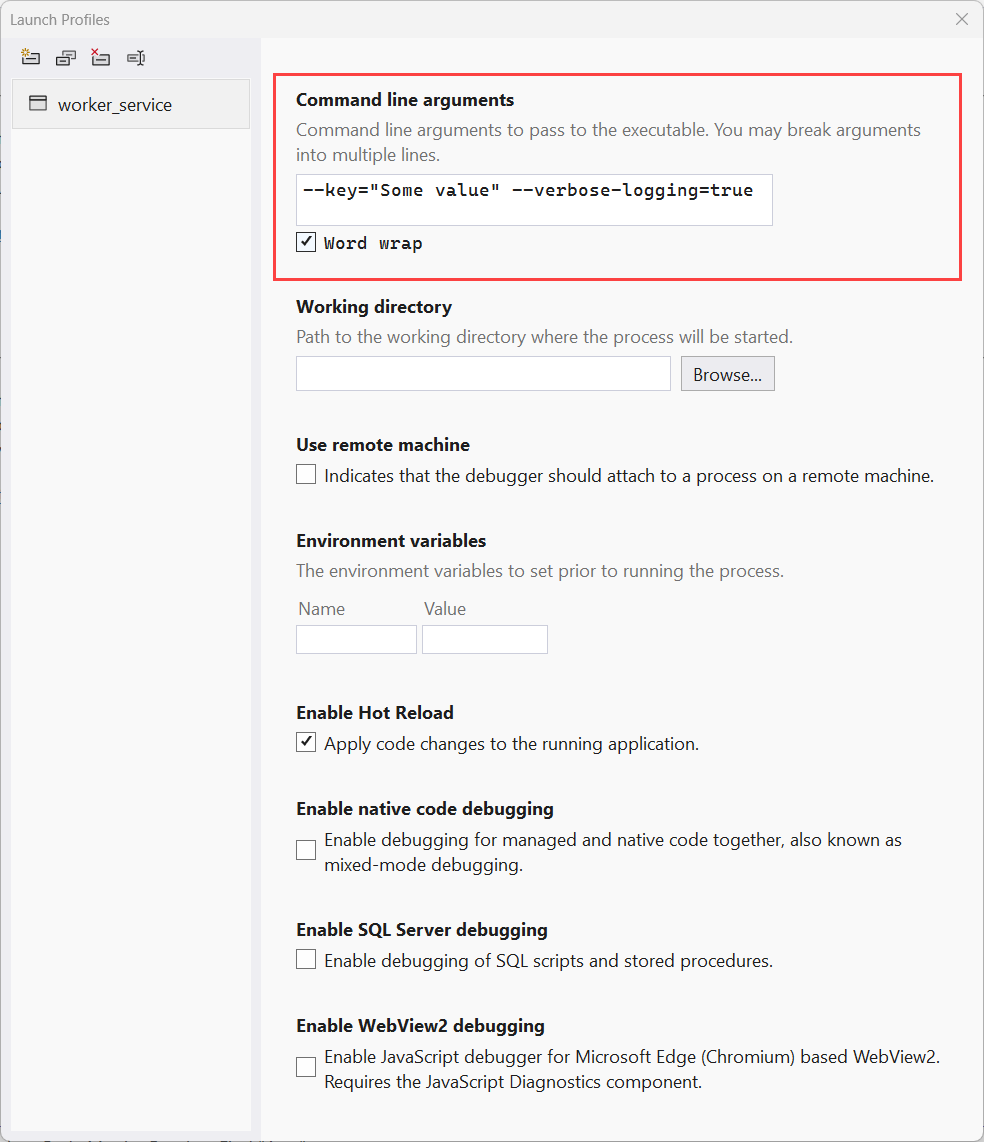 Launch Profiles
worker_service
Command line arguments
Command line arguments to pass to the executable. You may break arguments
into multiple lines.
--key="Some value" --verbose-logging=true
Word wrap
Working directory
Path to the working directory where the process will be started.
Browse...
Use remote machine
Indicates that the debugger should attach to a process on a remote machine.
Environment variables
The environment variables to set prior to running the process.
Name Value
Enable Hot Reload
Apply code changes to the running application.
Enable native code debugging
Enable debugging for managed and native code together, also known as
mixed-mode debugging.
Enable SQL Server debugging
Enable debugging of SQL scripts and stored procedures.
Enable WebView2 debugging
Enable JavaScript debugger for Microsoft Edge (Chromium) based WebView2.
Requires the JavaScript Diagnostics component.